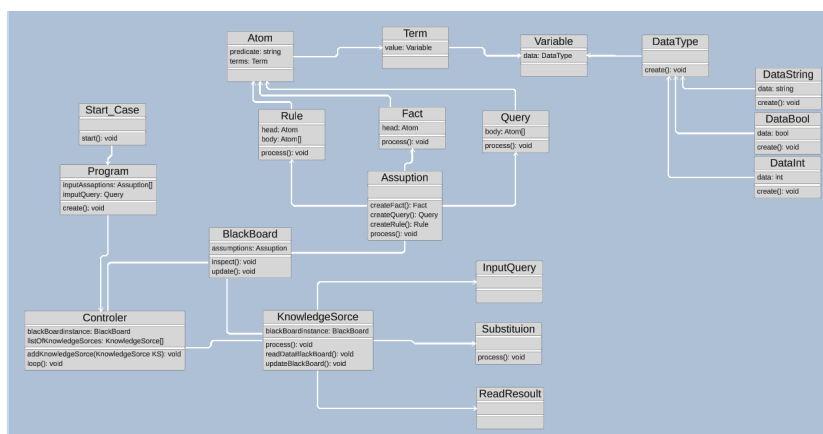 Atom
predicate: string
terms: Term
Term
value: Variable
Variable
data: DataType
DataType
create(): void
DataString
data: string
create(): void
DataBool
data: bool
create(): void
DataInt
data: int
create(): void
Start_Case
start(): void
Rule
head: Atom
body: Atom[]
process(): void
Fact
head: Atom
process(): void
Query
body: Atom[]
process(): void
Program
inputAssaptions: Assuption[]
imputQuery: Query
create(): void
Assuption
createFact(): Fact
createQuery(): Query
createRule(): Rule
process(): void
BlackBoard
assumptions: Assuption
inspect(): void
update(): void
InputQuery
Controler
blackBoardinstance: BlackBoard
listOfKnowledgeSorces: KnowledgeSorce[]
addKnowledgeSorce(KnowledgeSorce KS): void
loop(): void
KnowledgeSorce
blackBoardinstance: BlackBoard
process(): void
readDataIBlackBoard(): void
updateBlackBoard(): void
Substituion
process(): void
ReadResoult